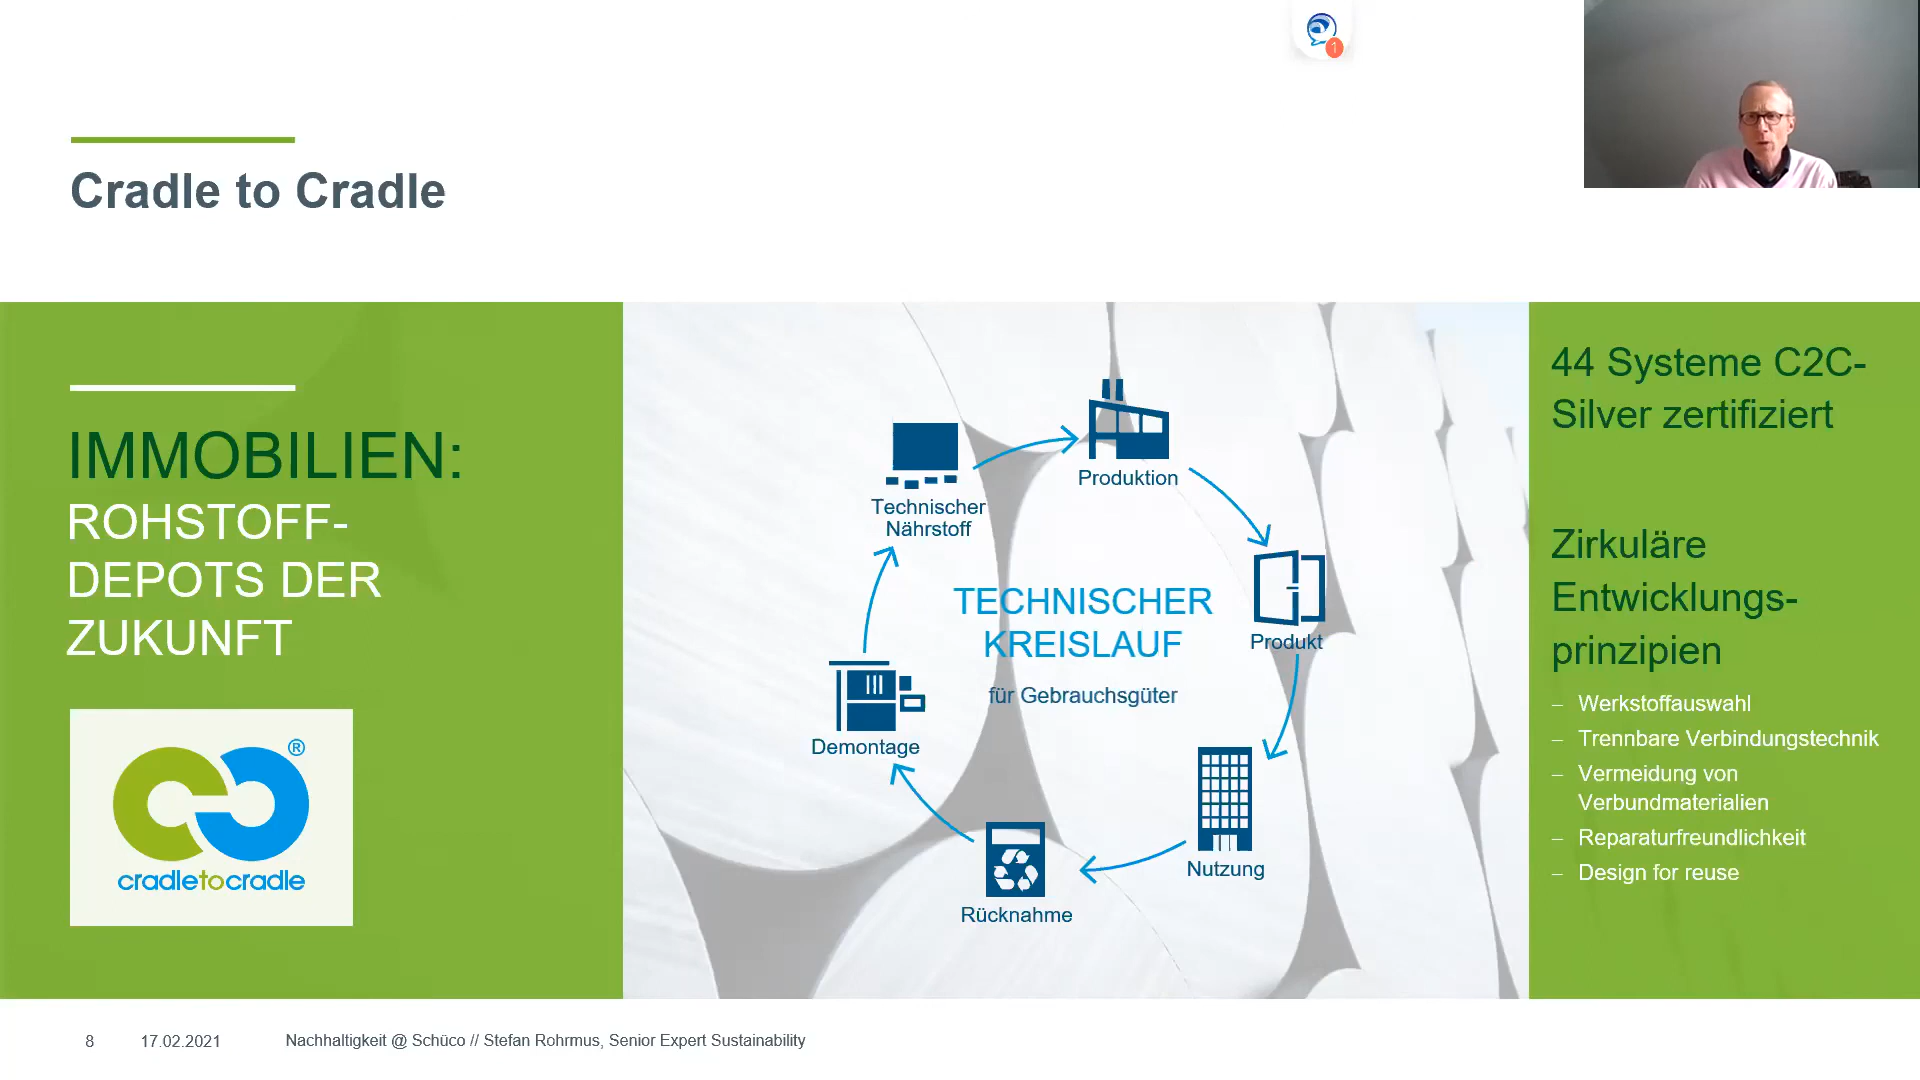 1
Cradle to Cradle
IMMOBILIEN:
ROHSTOFF-
DEPOTS DER
ZUKUNFT
®
cradletocradle
Produktion
Technischer
Nährstoff
TECHNISCHER
KREISLAUF
für Gebrauchsgüter
Produkt
Demontage
Nutzung
Rücknahme
44 Systeme C2C-
Silver zertifiziert
Zirkuläre
Entwicklungs-
prinzipien
– Werkstoffauswahl
– Trennbare Verbindungstechnik
– Vermeidung von
Verbundmaterialien
– Reparaturfreundlichkeit
– Design for reuse
8 17.02.2021 Nachhaltigkeit @ Schüco // Stefan Rohrmus, Senior Expert Sustainability